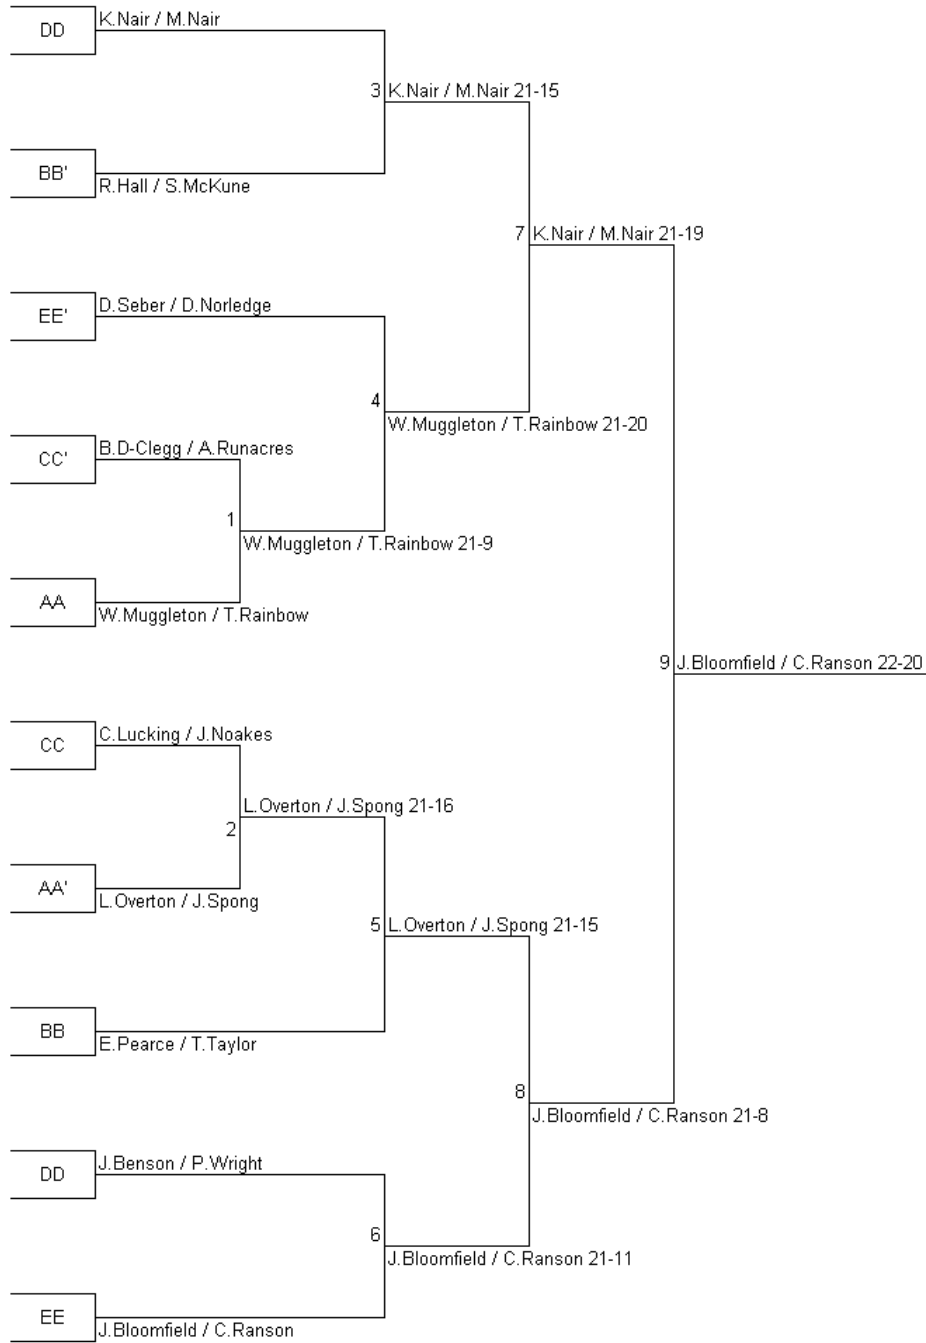 DD K.Nair / M.Nair
3 K.Nair / M.Nair 21-15
BB'
R.Hall / S.McKune
7 K.Nair / M.Nair 21-19
D.Seber / D.Norledge
EE'
4
W.Muggleton / T.Rainbow 21-20
CC' B.D-Clegg / A.Runacres
1
W.Muggleton / T.Rainbow 21-9
AA
W.Muggleton / T.Rainbow
9 J.Bloomfield / C.Ranson 22-20
CC C.Lucking / J.Noakes
L.Overton / J.Spong 21-16
2
AA'
L.Overton / J.Spong
5 L.Overton / J.Spong 21-15
BB
E.Pearce / T.Taylor
8
J.Bloomfield / C.Ranson 21-8
J.Benson / P.Wright
DD
6
J.Bloomfield / C.Ranson 21-11
EE
J.Bloomfield / C.Ranson